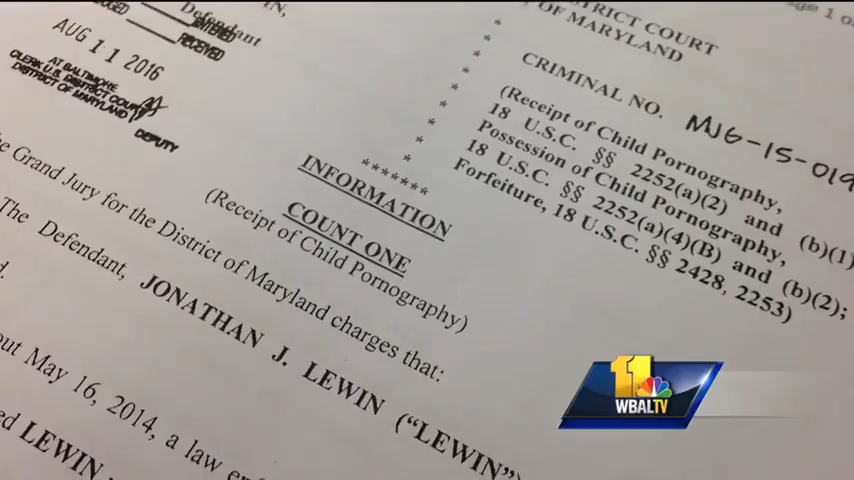 Defendant
ENTERED
RECEIVED
AUG 11 2016
AT BALTIMORE
CLERK U.S. DISTRICT COURT
DISTRICT OF MARYLAND
DEPUTY
DISTRICT COURT
OF MARYLAND
CRIMINAL NO. MJG-15-019
(Receipt of Child Pornography,
18 U.S.C. §§ 2252(a)(2) and (b)(1)
Possession of Child Pornography,
18 U.S.C. §§ 2252(a)(4)(B) and (b)(2);
Forfeiture, 18 U.S.C. §§ 2428, 2253)
*******
INFORMATION
COUNT ONE
(Receipt of Child Pornography)
the Grand Jury for the District of Maryland charges that:
The Defendant, JONATHAN J. LEWIN ("LEWIN")
out May 16, 2014, a law
LEWIN
11
WBALTV